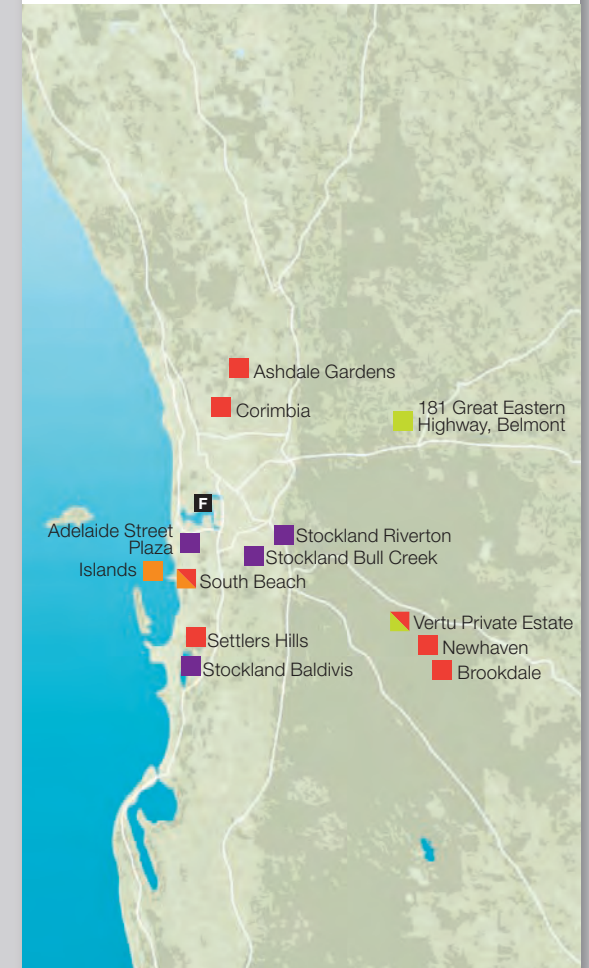 Ashdale Gardens
Corimbia
181 Great Eastern
Highway, Belmont
F
Adelaide Street
Plaza
Stockland Riverton
Stockland Bull Creek
Islands
South Beach
Vertu Private Estate
Settlers Hills
Newhaven
Stockland Baldivis
Brookdale